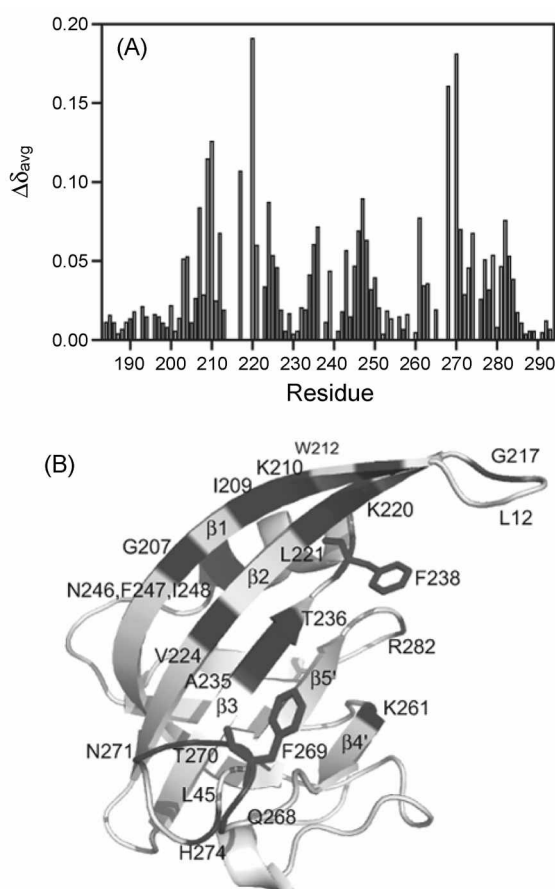 (A)
Δδavg
0.20
0.15
0.10
0.05
0.00
190 200 210 220 230 240 250 260 270 280 290
Residue
(B)
W212
G217
K210
I209
K220
L12
β1
G207
L221
β2
F238
N246,F247,I248
T236
R282
V224
A235
β5'
K261
β3
β4'
N271
T270
F269
L45
Q268
H274